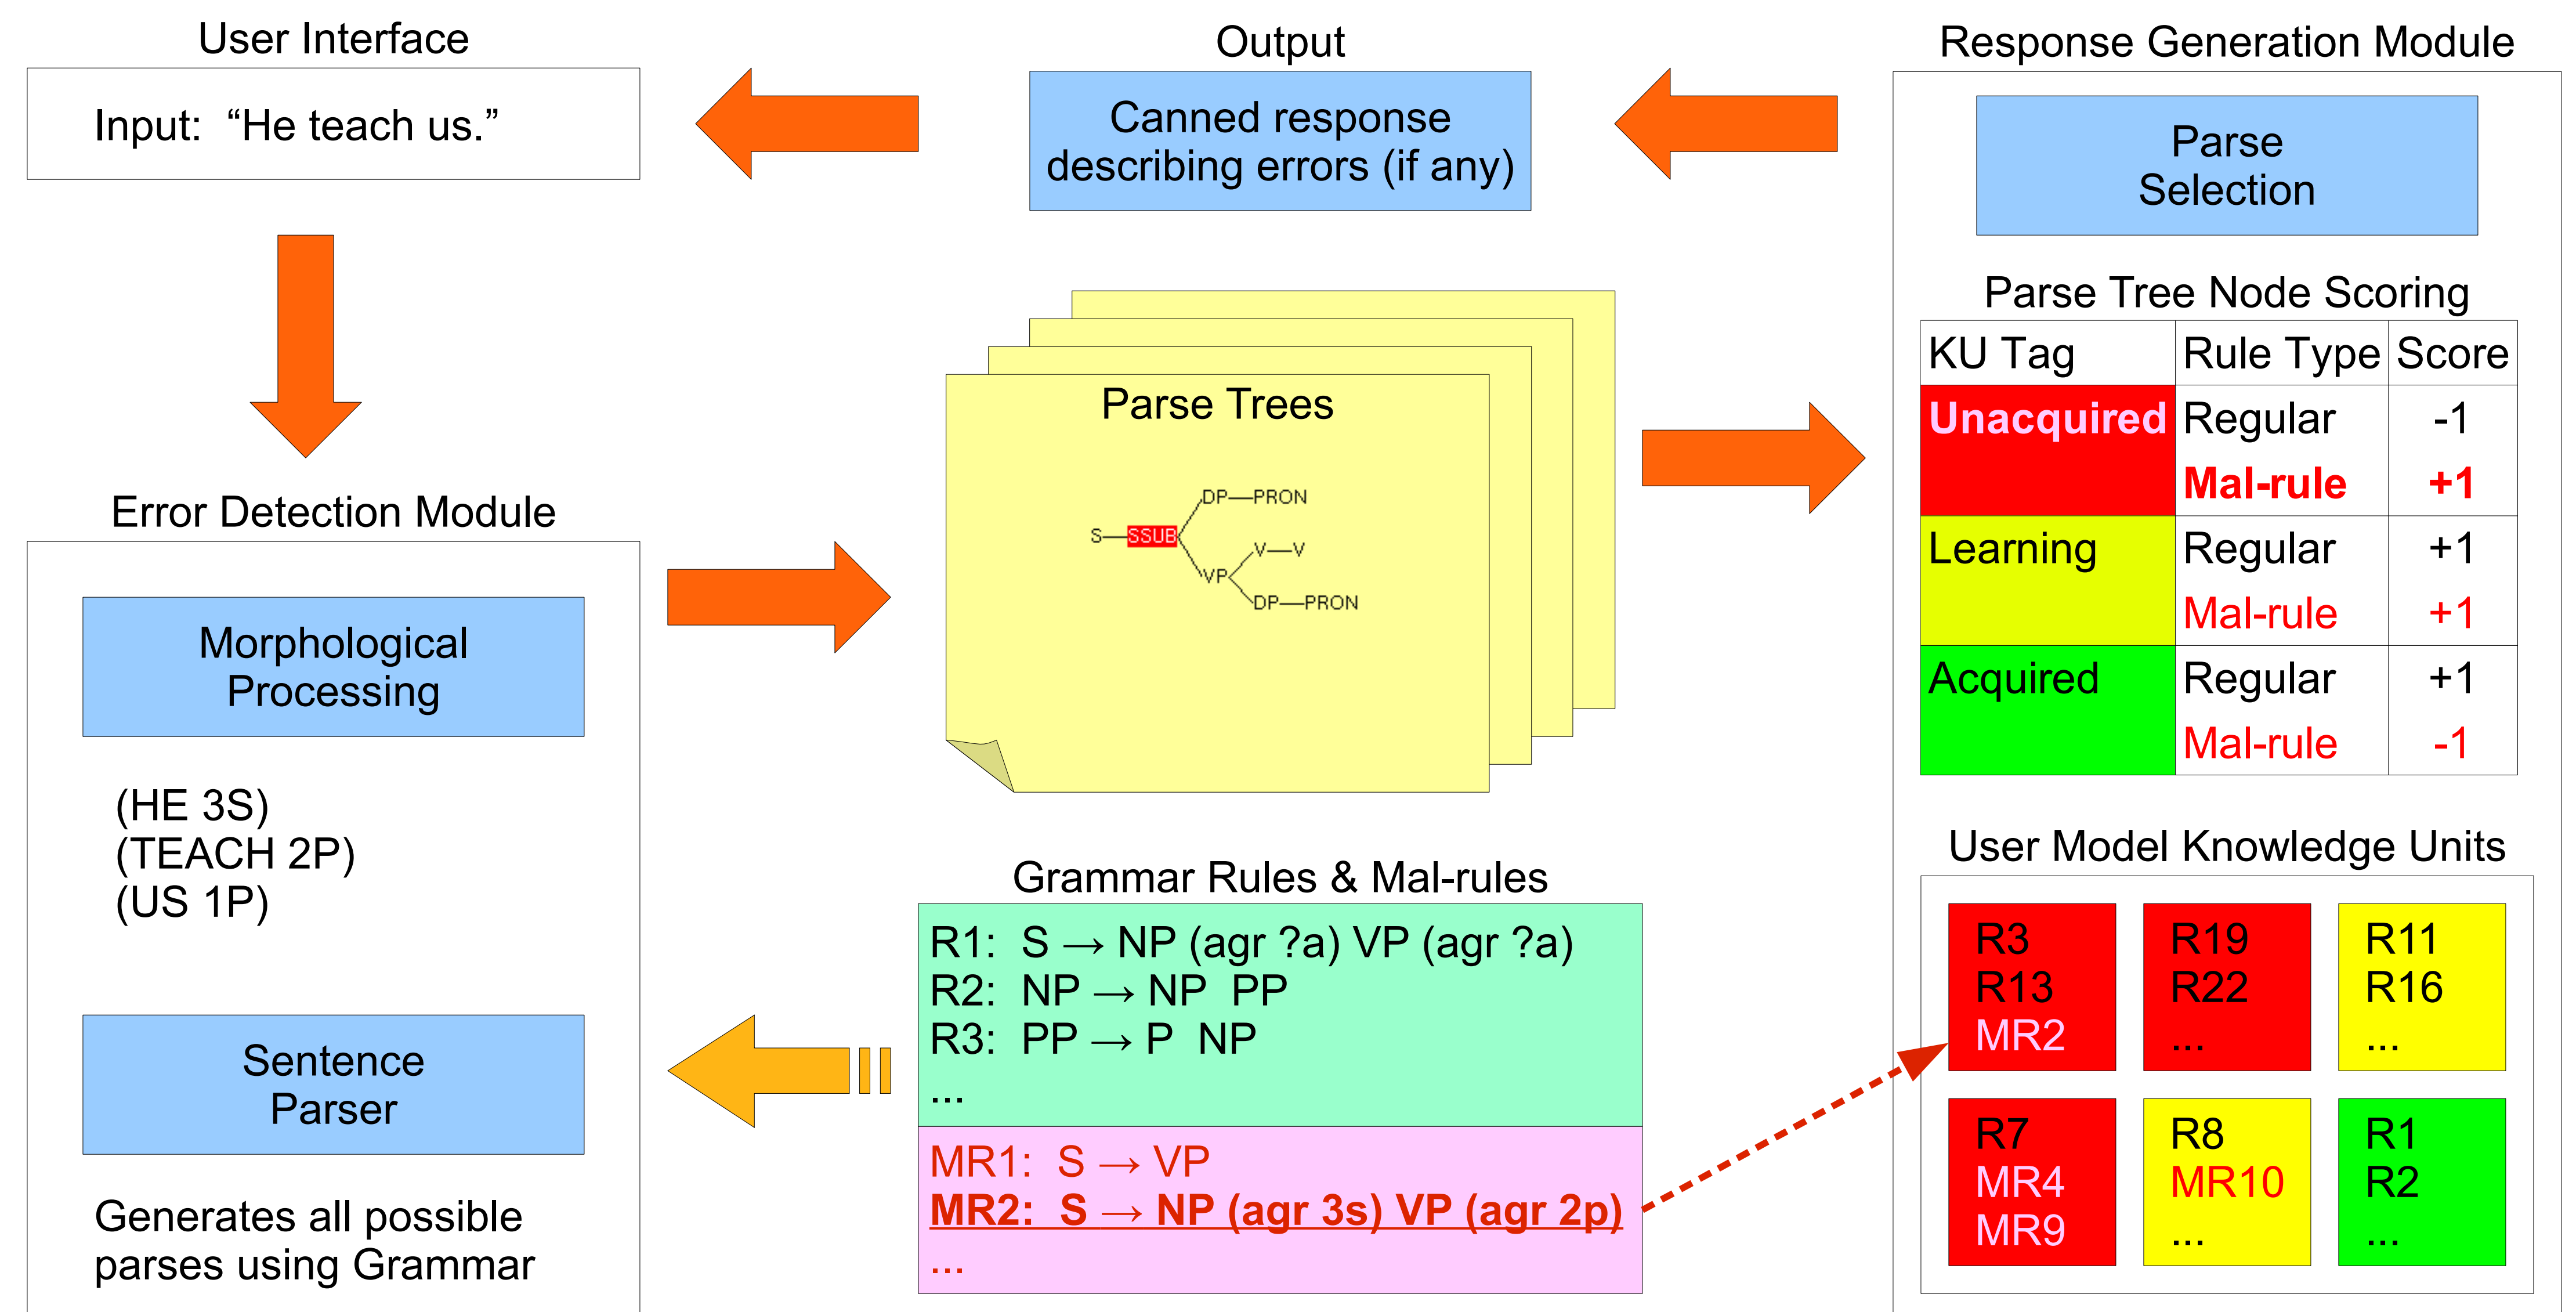 User Interface
Input: “He teach us.”
Output
Canned response
describing errors (if any)
Response Generation Module
Parse
Selection
Parse Tree Node Scoring
KU Tag Rule Type Score
Unacquired Regular -1
Mal-rule +1
Learning Regular +1
Mal-rule +1
Acquired Regular +1
Mal-rule -1
User Model Knowledge Units
R3
R13
MR2
R19
R22
...
R11
R16
...
R7
MR4
MR9
R8
MR10
...
R1
R2
...
Error Detection Module
Morphological
Processing
(HE 3S)
(TEACH 2P)
(US 1P)
Sentence
Parser
Generates all possible
parses using Grammar
Parse Trees
DP PRON
S SSUB
V V
VP
DP PRON
Grammar Rules & Mal-rules
R1: S → NP (agr ?a) VP (agr ?a)
R2: NP → NP PP
R3: PP → P NP
...
MR1: S → VP
MR2: S → NP (agr 3s) VP (agr 2p)
...